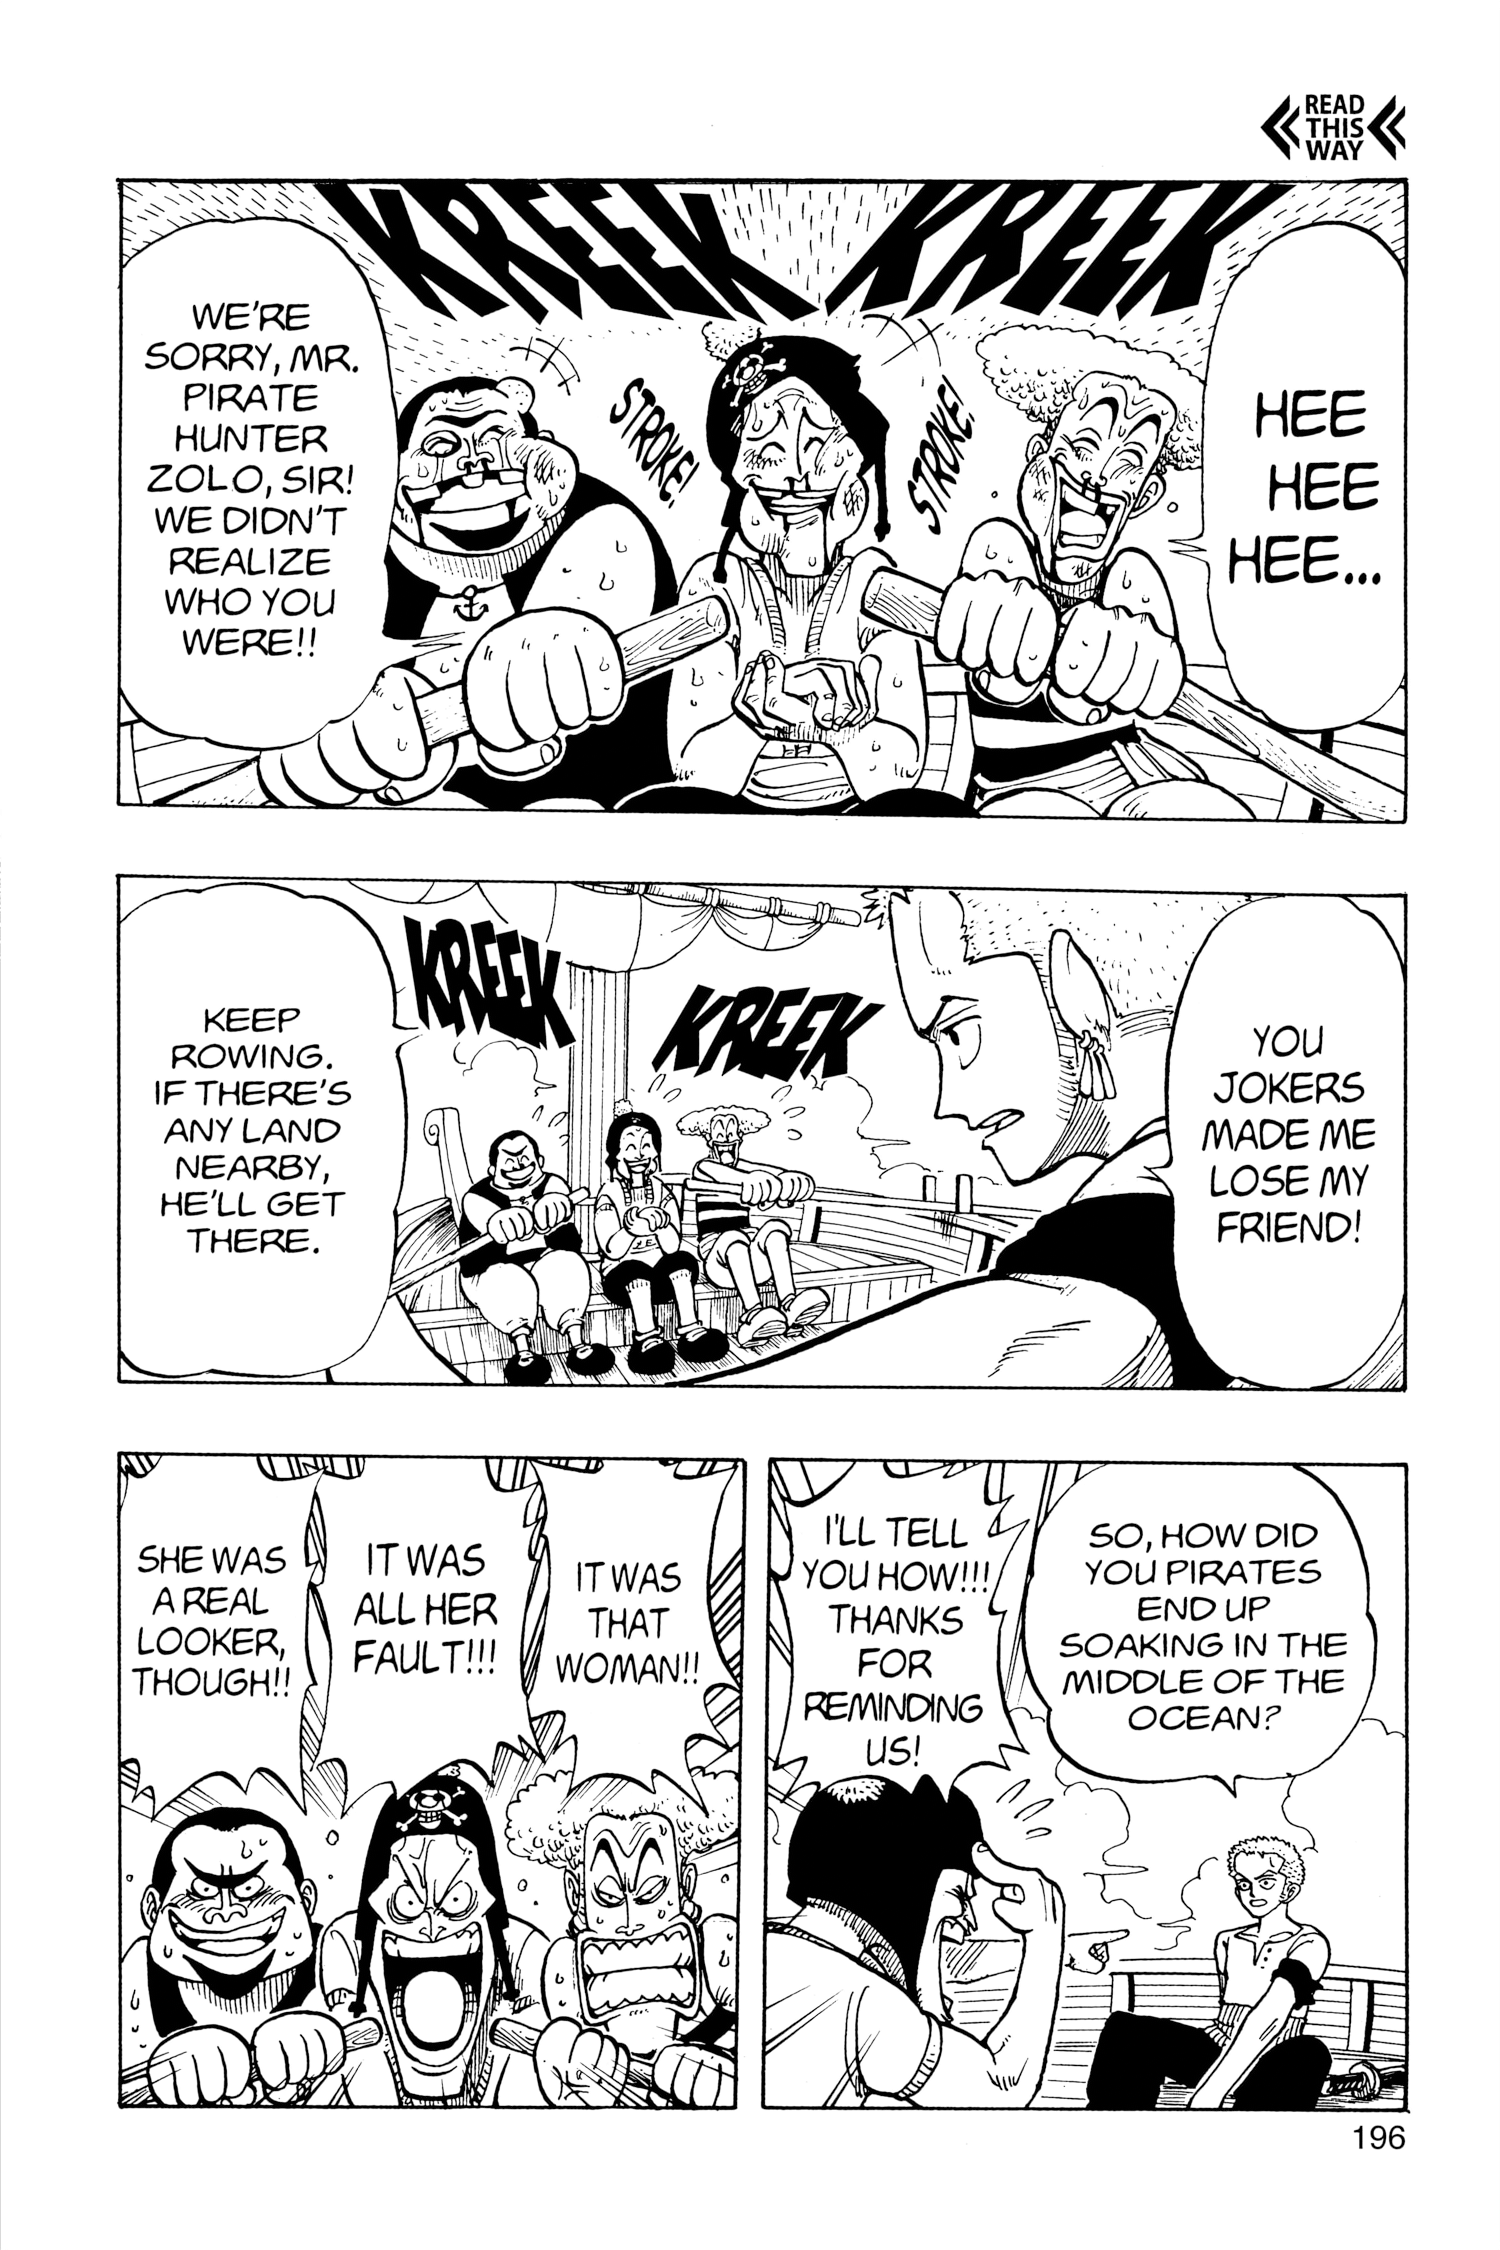 READ
THIS
WAY
KREEK
KREEK
HEE
HEE
HEE...
STROKE!
STROKE!
WE'RE
SORRY, MR.
PIRATE
HUNTER
ZOLO, SIR!
WE DIDN'T
REALIZE
WHO YOU
WERE!!
YOU
JOKERS
MADE ME
LOSE MY
FRIEND!
KREEK
KREEK
KEEP
ROWING.
IF THERE'S
ANY LAND
NEARBY,
HE'LL GET
THERE.
SO, HOW DID
YOU PIRATES
END UP
SOAKING IN THE
MIDDLE OF THE
OCEAN?
I'LL TELL
YOU HOW!!!
THANKS
FOR
REMINDING
US!
IT WAS
THAT
WOMAN!!
IT WAS
ALL HER
FAULT!!!
SHE WAS
A REAL
LOOKER,
THOUGH!!
196